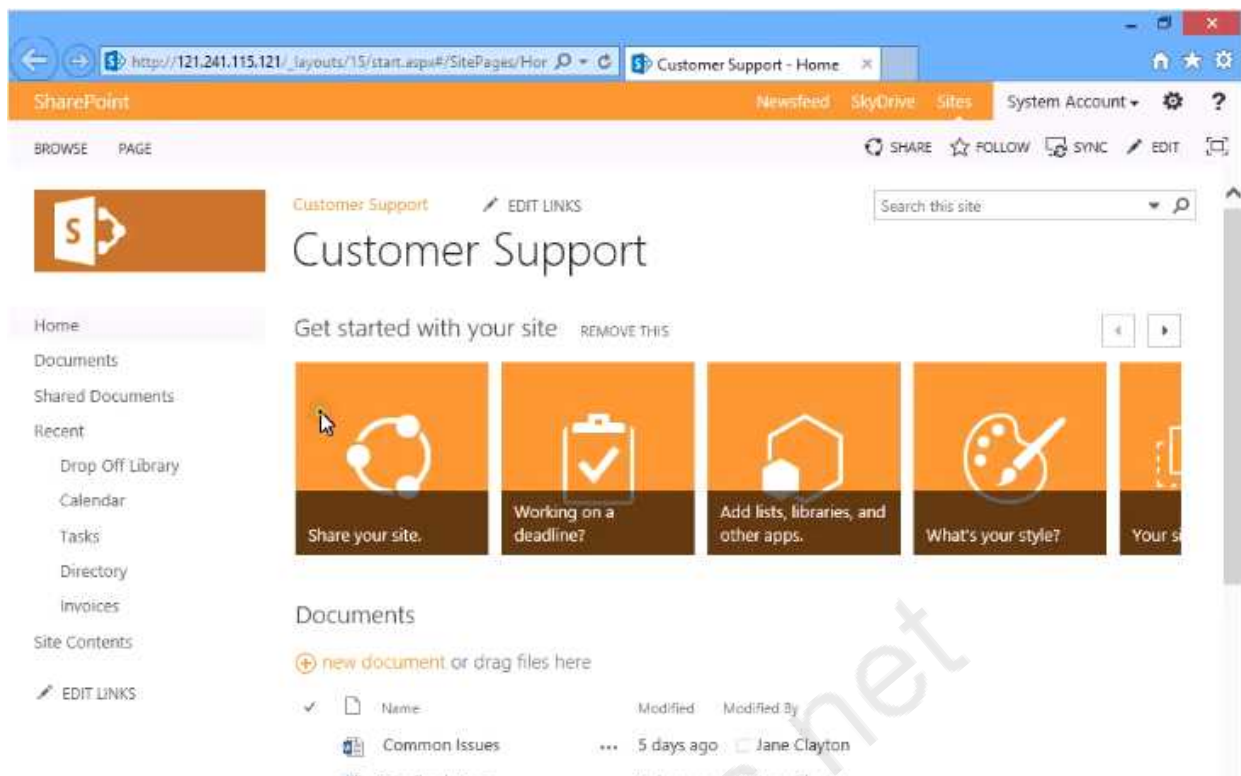 http://121.241.115.121/_layouts/15/start.aspx#/SitePages/Hor
Customer Support - Home
SharePoint
Newsfeed SkyDrive Sites System Account ?
BROWSE PAGE
SHARE FOLLOW SYNC EDIT
S
Customer Support EDIT LINKS
Search this site
Customer Support
Home
Get started with your site REMOVE THIS
Documents
Shared Documents
Recent
Drop Off Library
Calendar
Tasks
Directory
Invoices
Site Contents
EDIT LINKS
Share your site.
Working on a
deadline?
Add lists, libraries, and
other apps.
What's your style?
Your si
Documents
new document or drag files here
Name Modified Modified By
Common Issues ... 5 days ago Jane Clayton